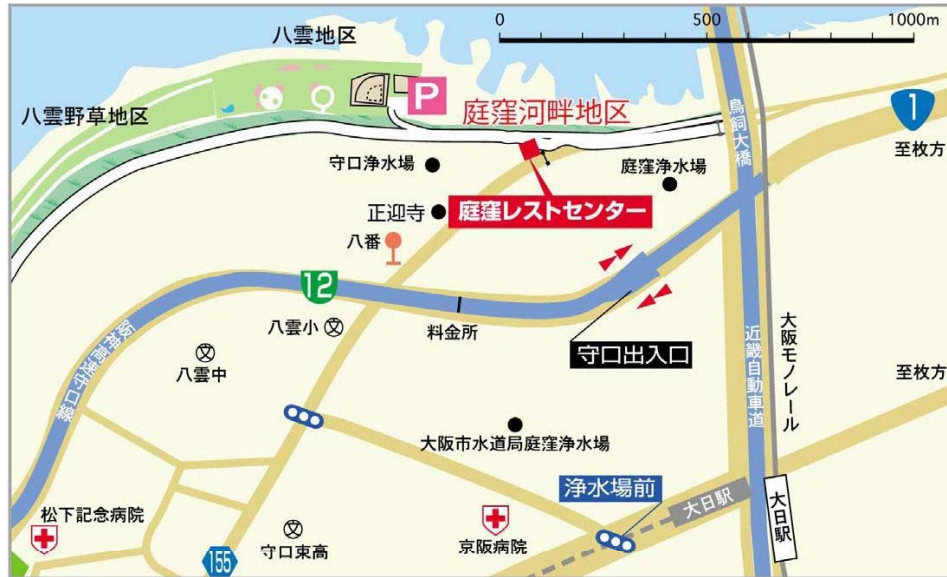 0 500 1000m
八雲地区
八雲野草地区
P
庭窪河畔地区
鳥飼大橋
1
至枚方
守口浄水場
庭窪浄水場
正迎寺
庭窪レストセンター
八番
12
八雲小
料金所
守口出入口
近畿自動車道
大阪モノレール
八雲中
阪神高速守口線
至枚方
大阪市水道局庭窪浄水場
浄水場前
大日駅
大日駅
松下記念病院
守口東高
京阪病院
155